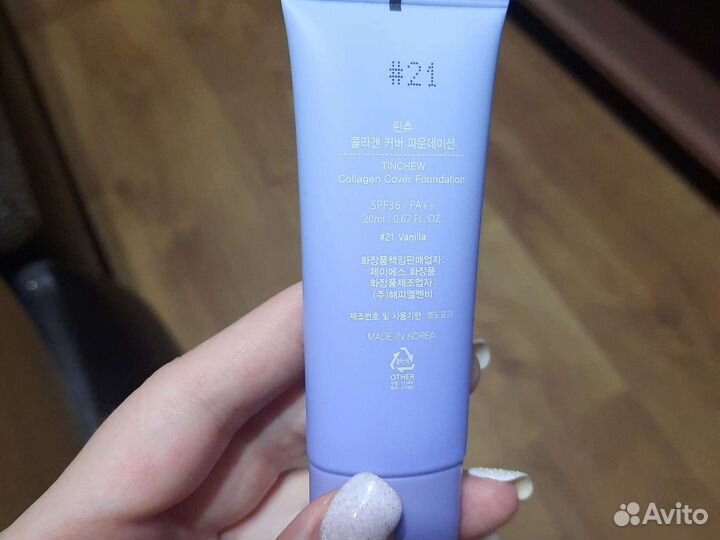 #21
틴츄
콜라겐 커버 파운데이션
TINCHEW
Collagen Cover Foundation
SPF36 / PA++
20ml / 0.67 FL. OZ.
#21 Vanilla
화장품책임판매업자:
제이에스 화장품
화장품제조업자:
(주)해피엘엔비
제조번호 및 사용기한: 별도표기
MADE IN KOREA
OTHER
Avito